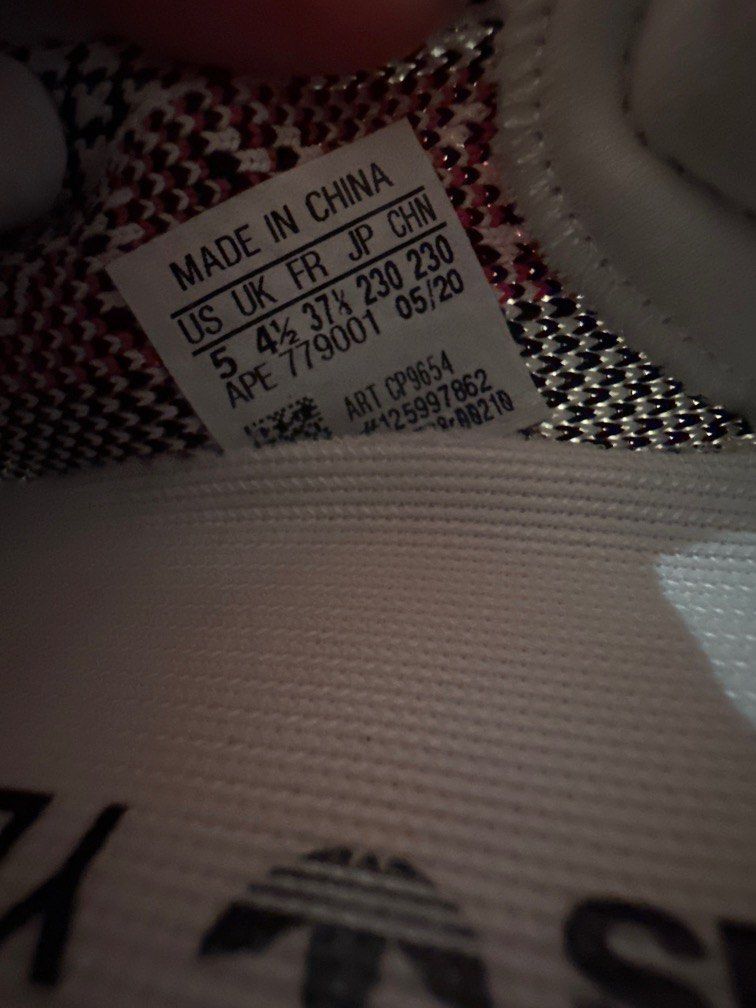 MADE IN CHINA
US UK FR JP CHN
5 4½ 37⅓ 230 230
APE 779001 05/20
ART CP9654
#125997862
YE